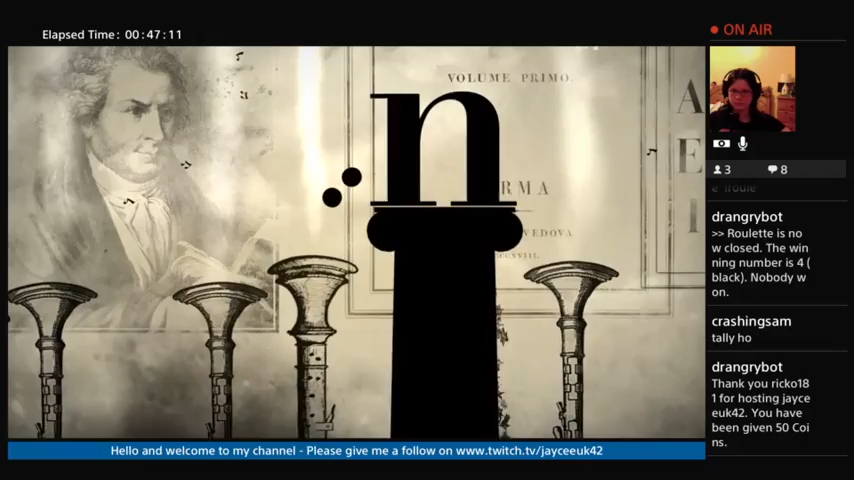 Elapsed Time: 00:47:11
ON AIR
VOLUME PRIMO.
n
A
E
I
RMA
VEDOVA
3
8
drangrybot
>> Roulette is no
w closed. The win
ning number is 4 (
black). Nobody w
on.
crashingsam
tally ho
drangrybot
Thank you ricko18
1 for hosting jayce
euk42. You have
been given 50 Coi
ns.
Hello and welcome to my channel - Please give me a follow on www.twitch.tv/jayceeuk42